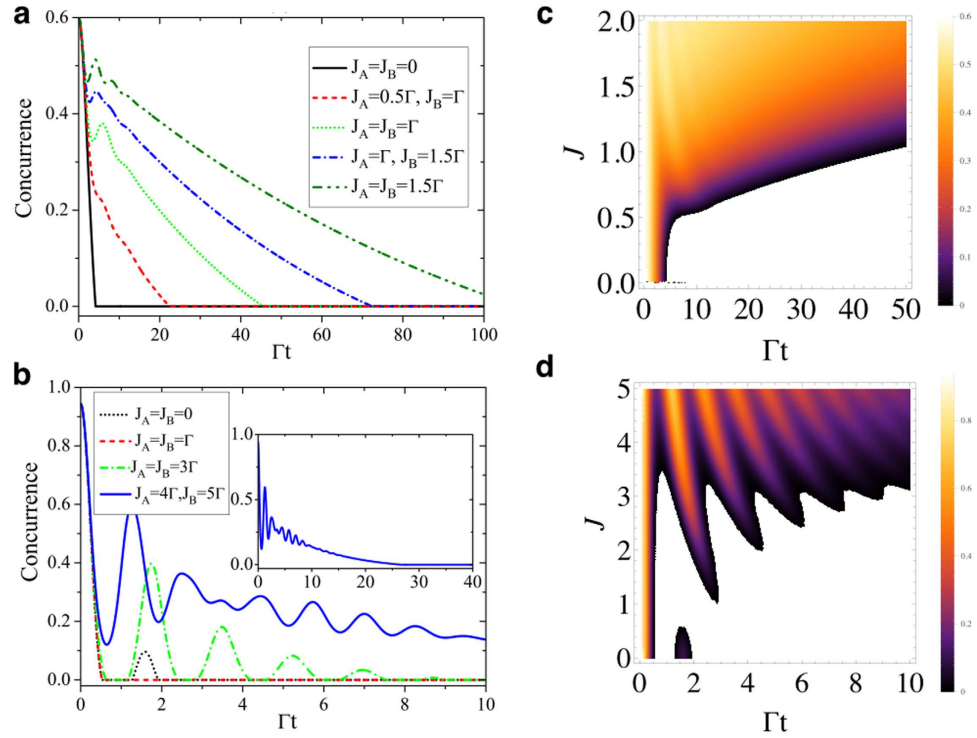 a
0.6
0.4
0.2
0.0
Concurrence
J_A=J_B=0
J_A=0.5Γ, J_B=Γ
J_A=J_B=Γ
J_A=Γ, J_B=1.5Γ
J_A=J_B=1.5Γ
0 20 40 60 80 100
Γt
b
1.0
0.8
0.6
0.4
0.2
0.0
Concurrence
J_A=J_B=0
J_A=J_B=Γ
J_A=J_B=3Γ
J_A=4Γ,J_B=5Γ
1.0
0.5
0.0
0 10 20 30 40
0 2 4 6 8 10
Γt
c
2.0
1.5
1.0
0.5
0.0
J
0 10 20 30 40 50
Γt
0.6
0.5
0.4
0.3
0.2
0.1
0
d
5
4
3
2
1
0
J
0 2 4 6 8 10
Γt
0.8
0.6
0.4
0.2
0